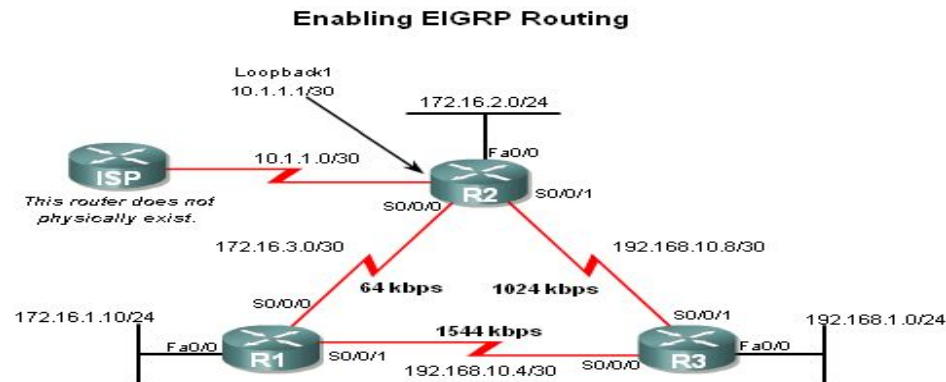 Enabling EIGRP Routing
Loopback1
10.1.1.1/30
172.16.2.0/24
Fa0/0
10.1.1.0/30
ISP
R2
This router does not
physically exist.
S0/0/0
S0/0/1
172.16.3.0/30
192.168.10.8/30
64 kbps
1024 kbps
S0/0/0
S0/0/1
172.16.1.10/24
1544 kbps
192.168.1.0/24
Fa0/0
R1
S0/0/1
192.168.10.4/30
S0/0/0
R3
Fa0/0